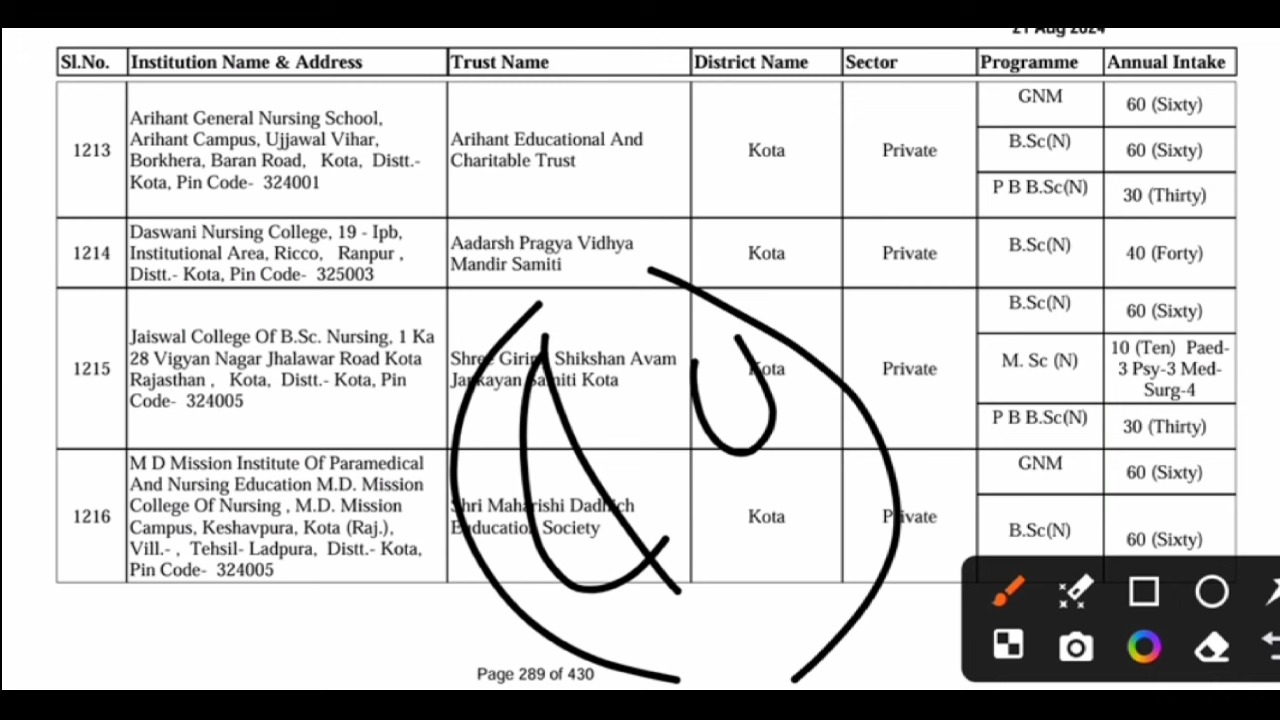 Sl.No. Institution Name & Address Trust Name District Name Sector Programme Annual Intake
1213
Arihant General Nursing School,
Arihant Campus, Ujjawal Vihar,
Borkhera, Baran Road, Kota, Distt.-
Kota, Pin Code- 324001
Arihant Educational And
Charitable Trust
Kota
Private
GNM 60 (Sixty)
B.Sc(N) 60 (Sixty)
P B B.Sc(N) 30 (Thirty)
1214
Daswani Nursing College, 19 - Ipb,
Institutional Area, Ricco, Ranpur ,
Distt.- Kota, Pin Code- 325003
Aadarsh Pragya Vidhya
Mandir Samiti
Kota
Private
B.Sc(N) 40 (Forty)
1215
Jaiswal College Of B.Sc. Nursing, 1 Ka
28 Vigyan Nagar Jhalawar Road Kota
Rajasthan , Kota, Distt.- Kota, Pin
Code- 324005
Shree Shikshan Avam
Samiti Kota
Kota
Private
B.Sc(N) 60 (Sixty)
M. Sc (N) 10 (Ten) Paed-
3 Psy-3 Med-
Surg-4
P B B.Sc(N) 30 (Thirty)
1216
M D Mission Institute Of Paramedical
And Nursing Education M.D. Mission
College Of Nursing , M.D. Mission
Campus, Keshavpura, Kota (Raj.),
Vill.- , Tehsil- Ladpura, Distt.- Kota,
Pin Code- 324005
Shri Maharishi Dadhich
Society
Kota
Private
GNM 60 (Sixty)
B.Sc(N) 60 (Sixty)
Page 289 of 430